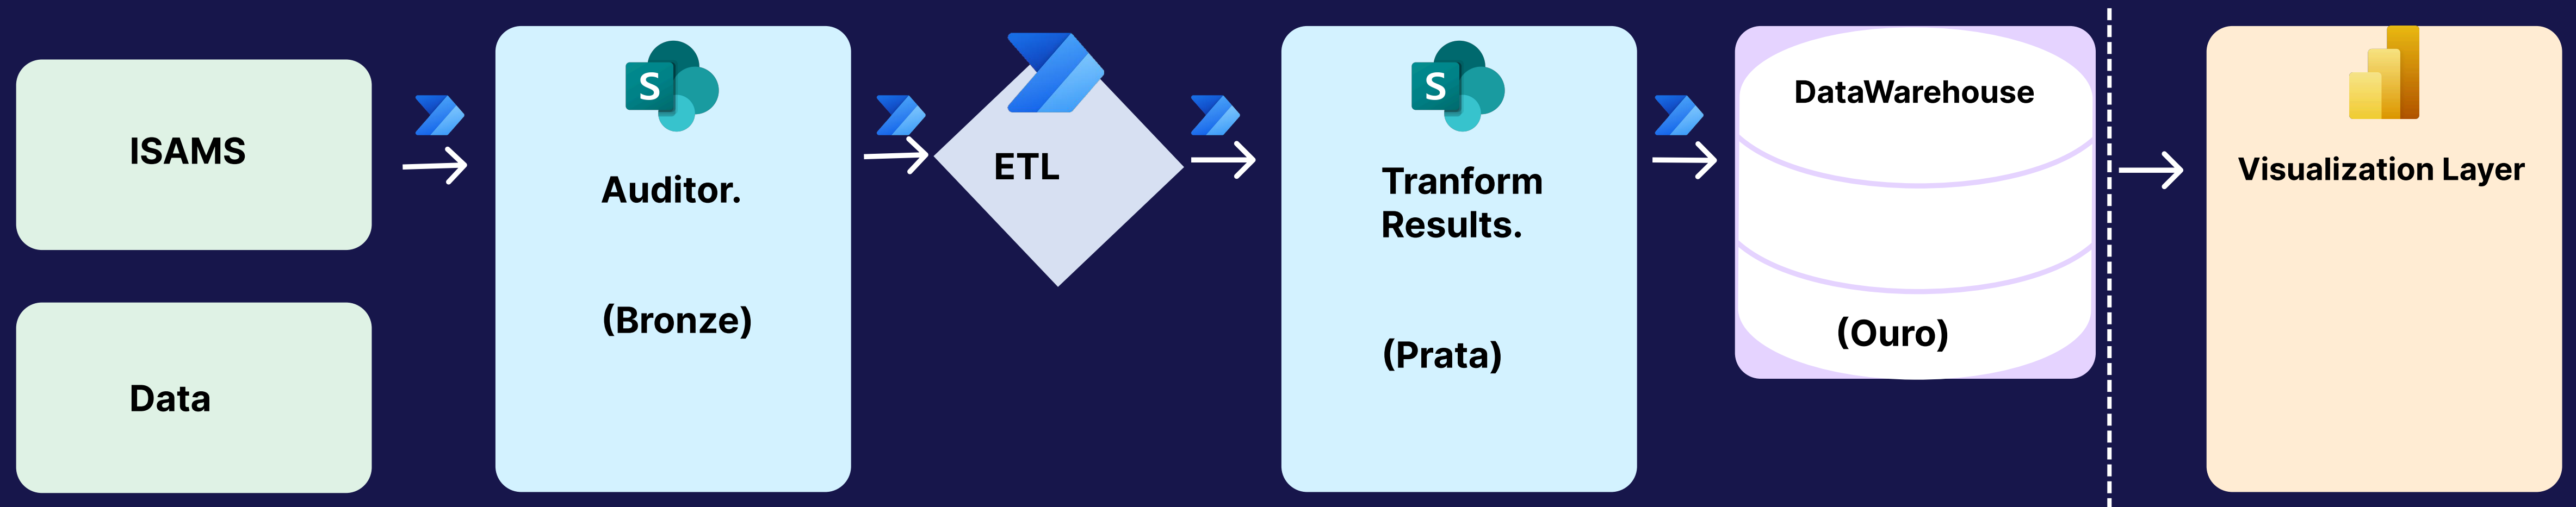 ISAMS
Data
S
Auditor.
(Bronze)
ETL
S
Tranform
Results.
(Prata)
DataWarehouse
(Ouro)
Visualization Layer